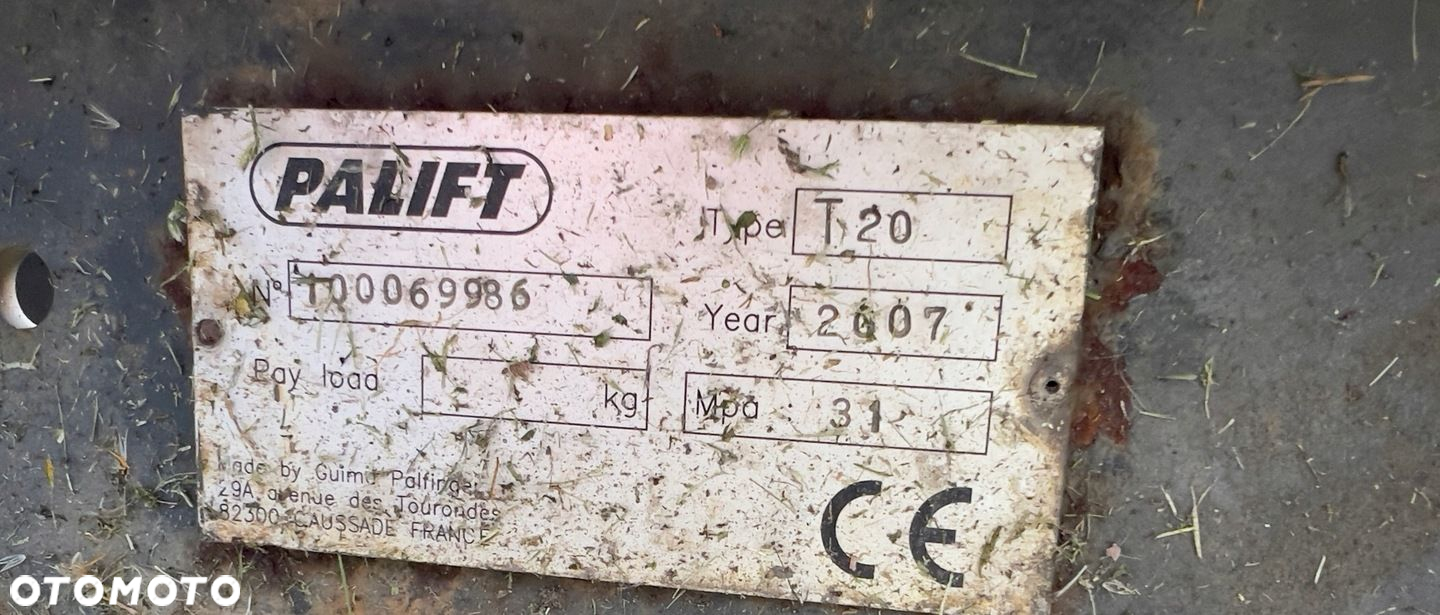 PALIFT
Type T 20
N° T00069986
Year 2007
Pay load kg
Mpa 31
Made by Guima Palfinger
29A avenue des Tourondes
82300 CAUSSADE FRANCE
CE
OTOMOTO